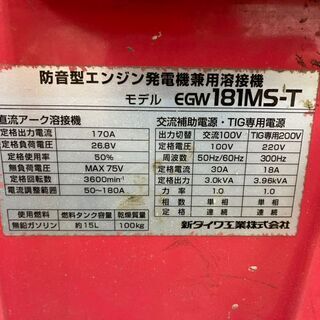 防音型エンジン発電機兼用溶接機
モデル EGW181MS-T
直流アーク溶接機
定格出力電流 170A
定格負荷電圧 26.8V
定格使用率 50%
無負荷電圧 MAX 75V
定格回転数 3600min⁻¹
電流調整範囲 50~180A
交流補助電源・TIG専用電源
出力切替 交流100V TIG専用200V
定格電圧 100V 220V
周波数 50Hz/60Hz 300Hz
定格電流 30A 18A
定格出力 3.0kVA 3.96kVA
力率 1.0 1.0
相数 単相 単相
定格 連続 連続
使用燃料 燃料タンク容量 乾燥質量
無鉛ガソリン 約15L 100kg
新ダイワ工業株式会社